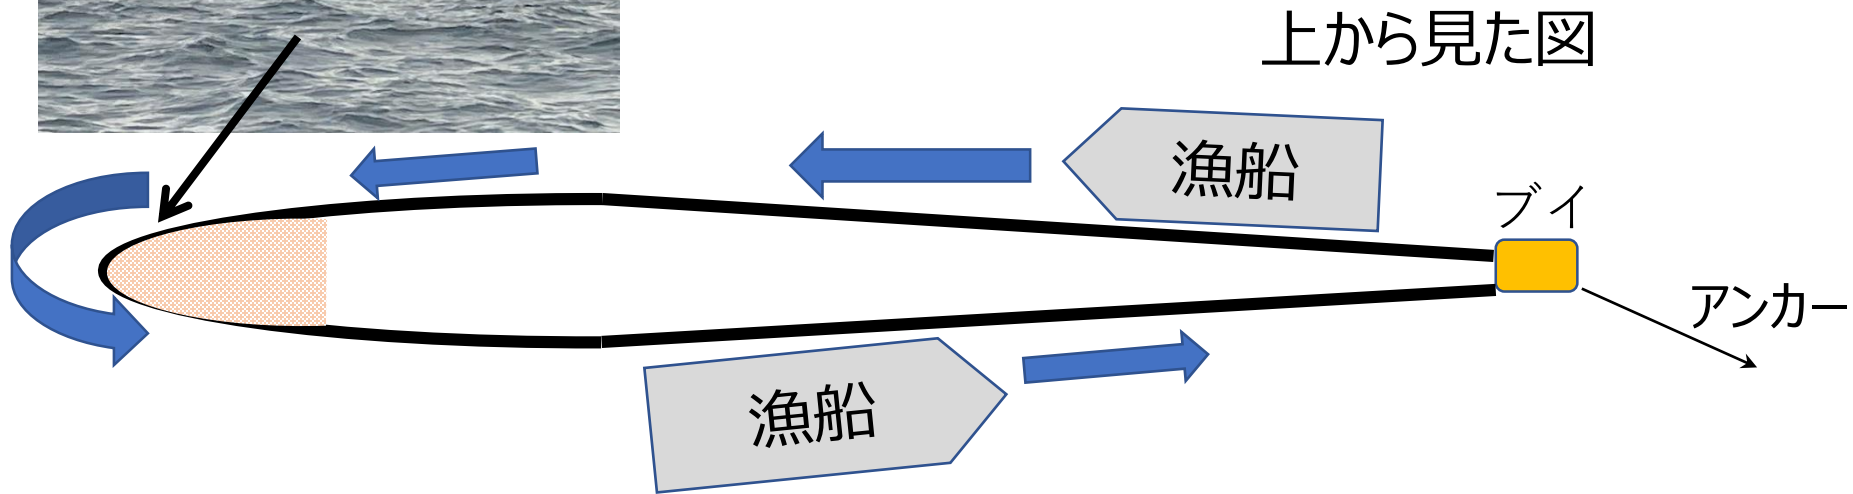 上から見た図
漁船
ブイ
アンカー
漁船